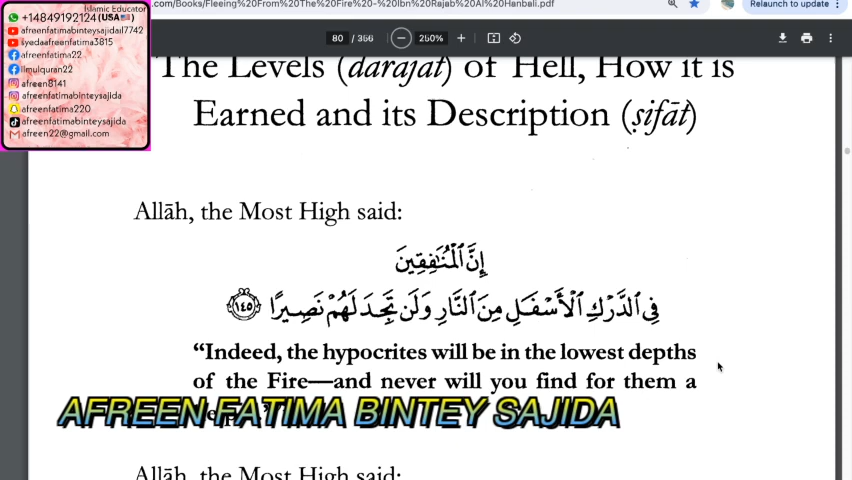 Islamic Educator
+14849192124 (USA🇺🇸)
afreenfatimabinteysajidail7742
syedaafreenfatima3815
afreenfatima22
ilmulquran22
afreen8141
afreenfatimabinteysajida
afreenfatima220
afreenfatimabinteysajida
afreen22@gmail.com
.com/Books/Fleeing%20From%20The%20Fire%20-%20Ibn%20Rajab%20Al%20Hanbali.pdf
Relaunch to update
80 / 356
250%
The Levels (darajāt) of Hell, How it is
Earned and its Description (ṣifāt)
Allāh, the Most High said:
إِنَّ ٱلْمُنَـٰفِقِينَ
فِى ٱلدَّرْكِ ٱلْأَسْفَلِ مِنَ ٱلنَّارِ وَلَن تَجِدَ لَهُمْ نَصِيرًا ١٤٥
“Indeed, the hypocrites will be in the lowest depths
of the Fire—and never will you find for them a
AFREEN FATIMA BINTEY SAJIDA
Allāh, the Most High said: